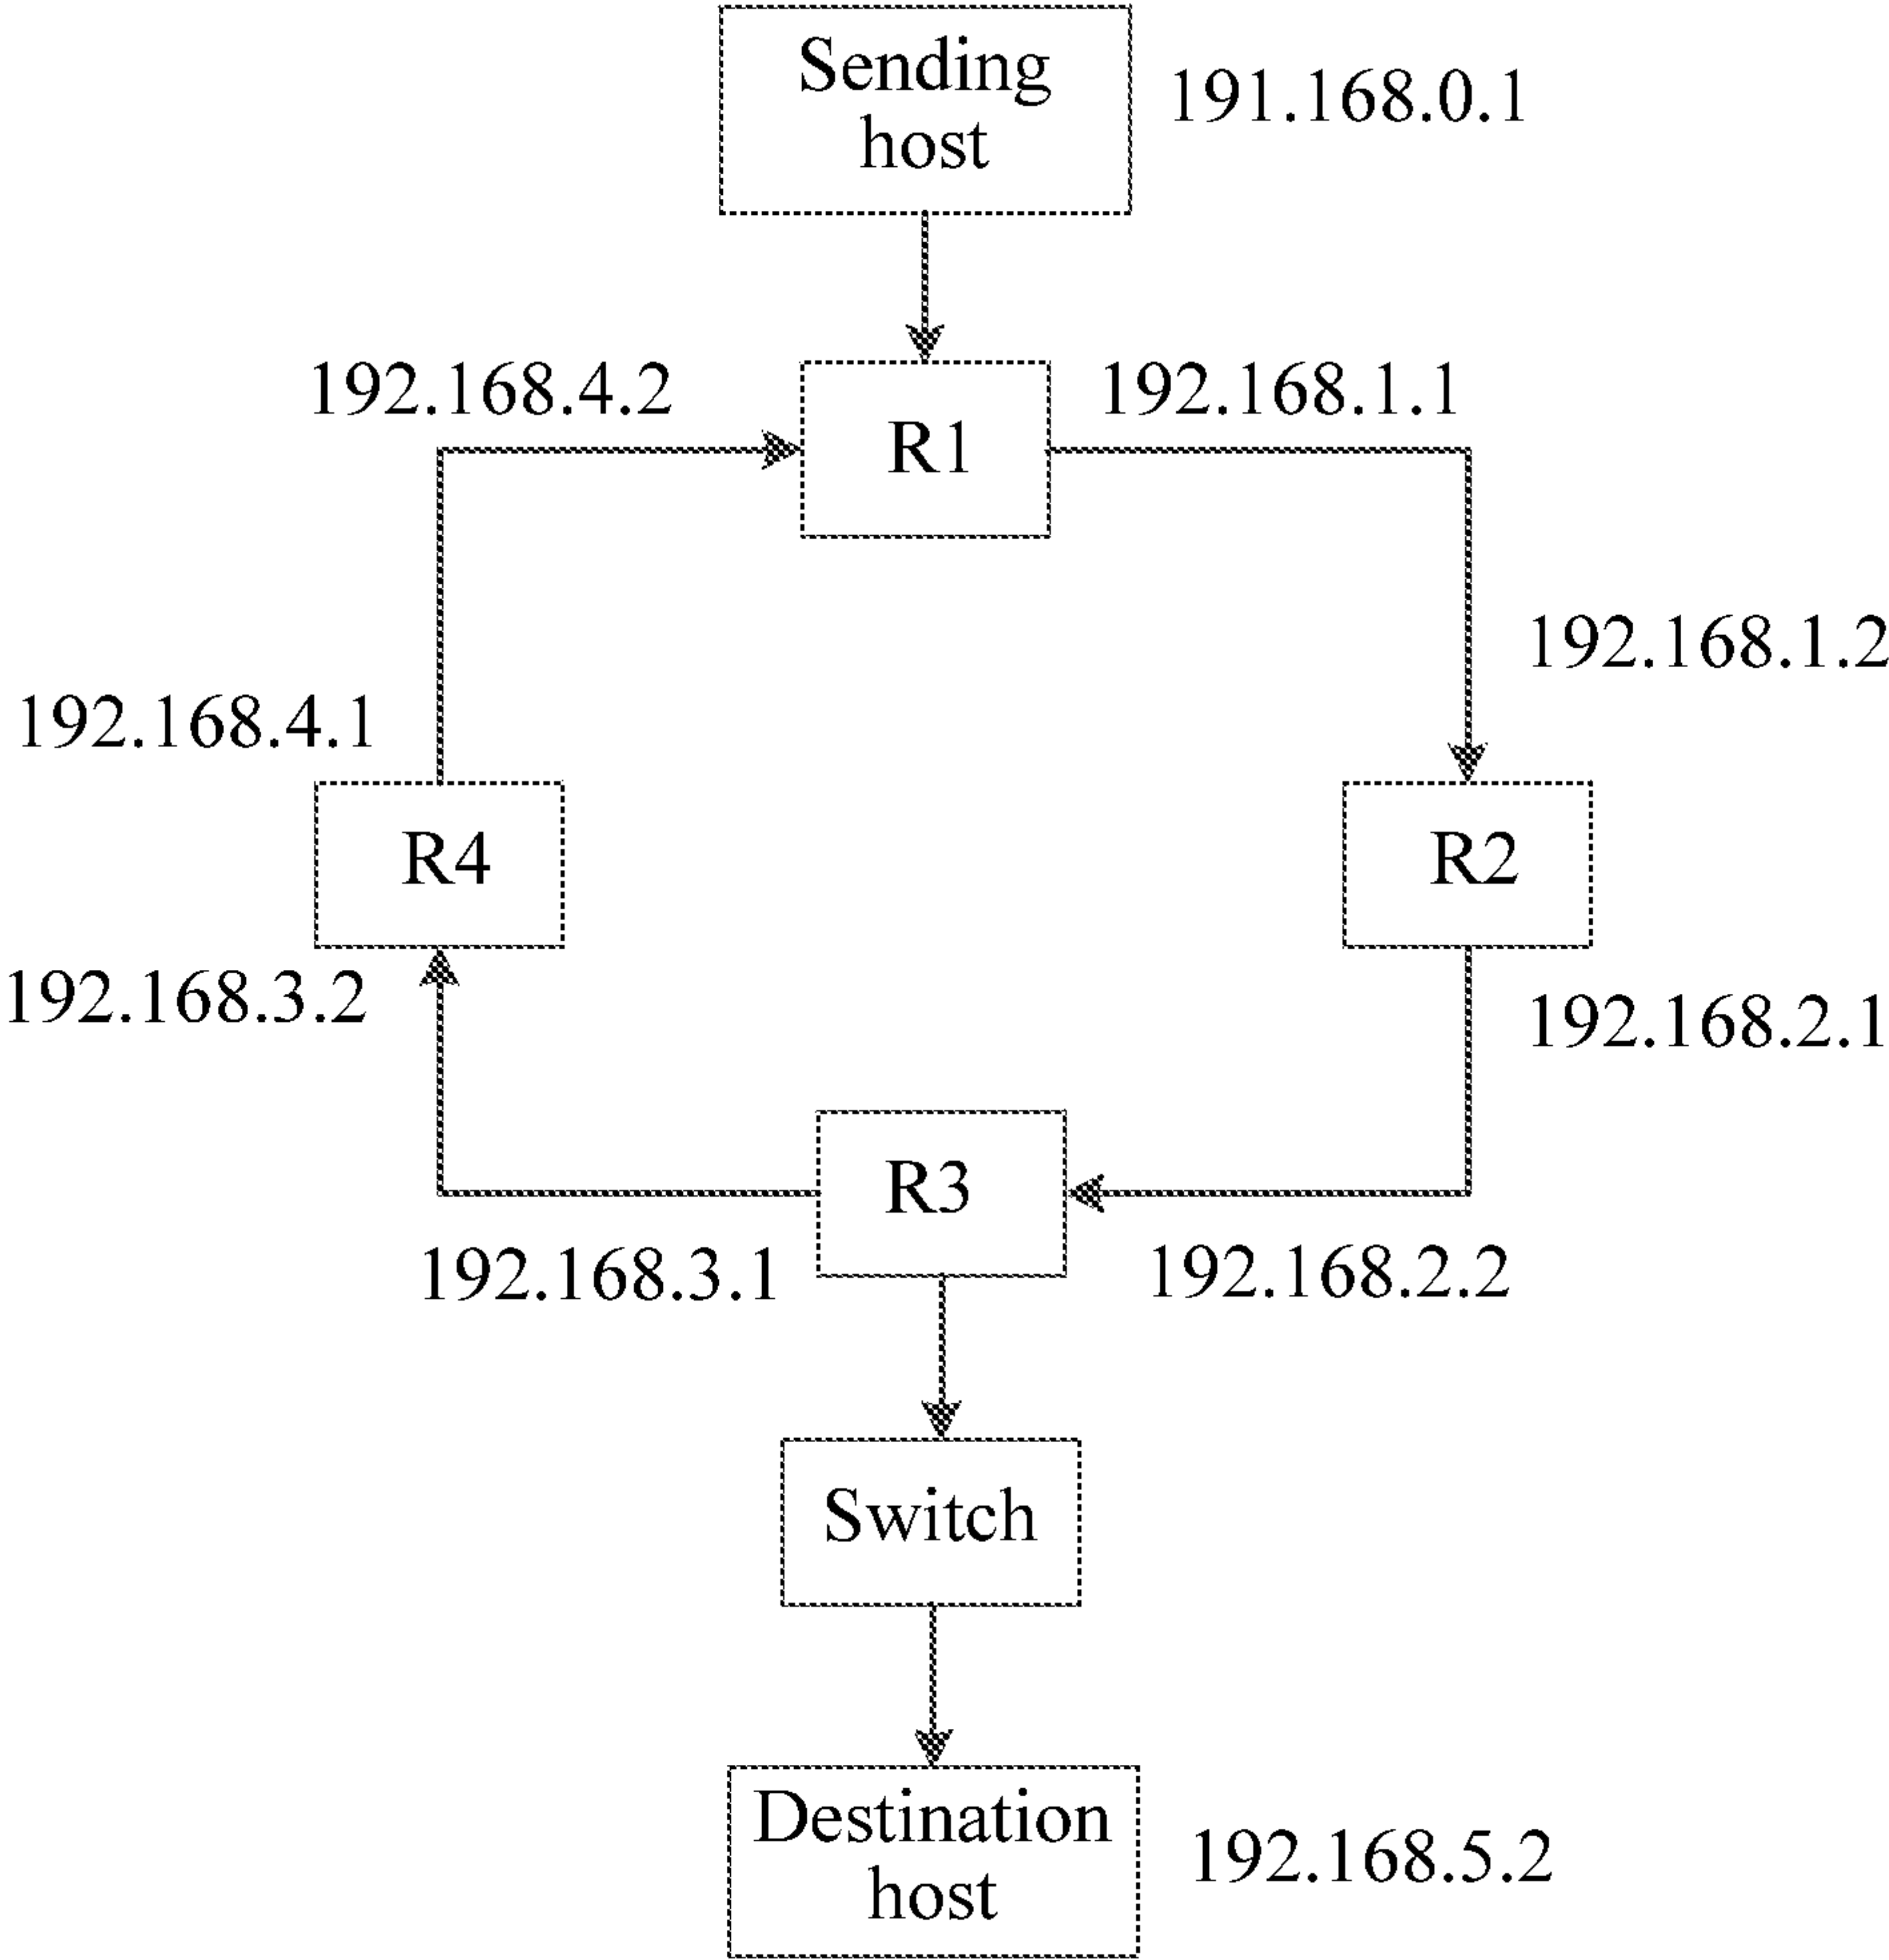 Sending
host
191.168.0.1
192.168.4.2
192.168.1.1
R1
192.168.1.2
192.168.4.1
R4
R2
192.168.3.2
192.168.2.1
R3
192.168.3.1
192.168.2.2
Switch
Destination
host
192.168.5.2